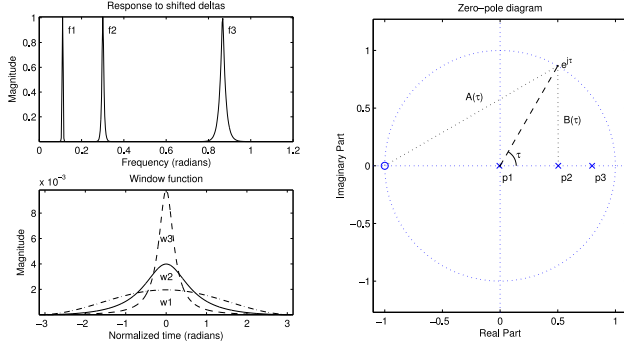 Response to shifted deltas
f1
f2
f3
Magnitude
1
0.8
0.6
0.4
0.2
0
0.2
0.4
0.6
0.8
1
1.2
Frequency (radians)
x 10⁻³
Window function
Magnitude
8
6
4
2
w3
w2
w1
−3
−2
−1
0
1
2
3
Normalized time (radians)
Zero-pole diagram
Imaginary Part
1
0.5
0
−0.5
−1
e^jτ
A(τ)
B(τ)
τ
p1
p2
p3
−1
−0.5
0
0.5
1
Real Part